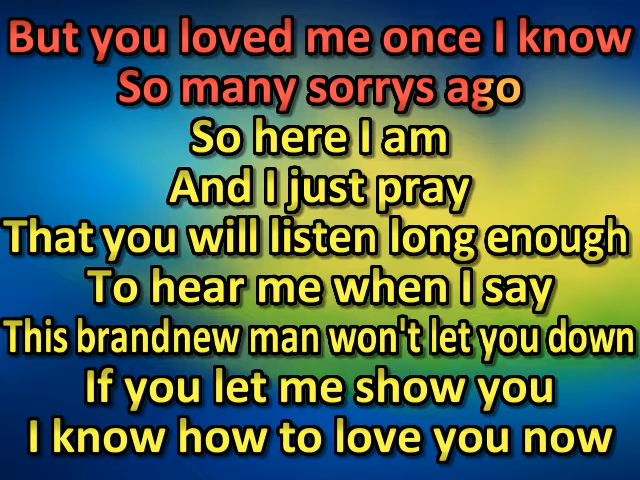 But you loved me once I know
So many sorrys ago
So here I am
And I just pray
That you will listen long enough
To hear me when I say
This brandnew man won't let you down
If you let me show you
I know how to love you now